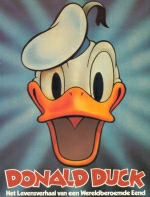 DONALD DUCK
Het Levensverhaal van een Wereldberoemde Eend